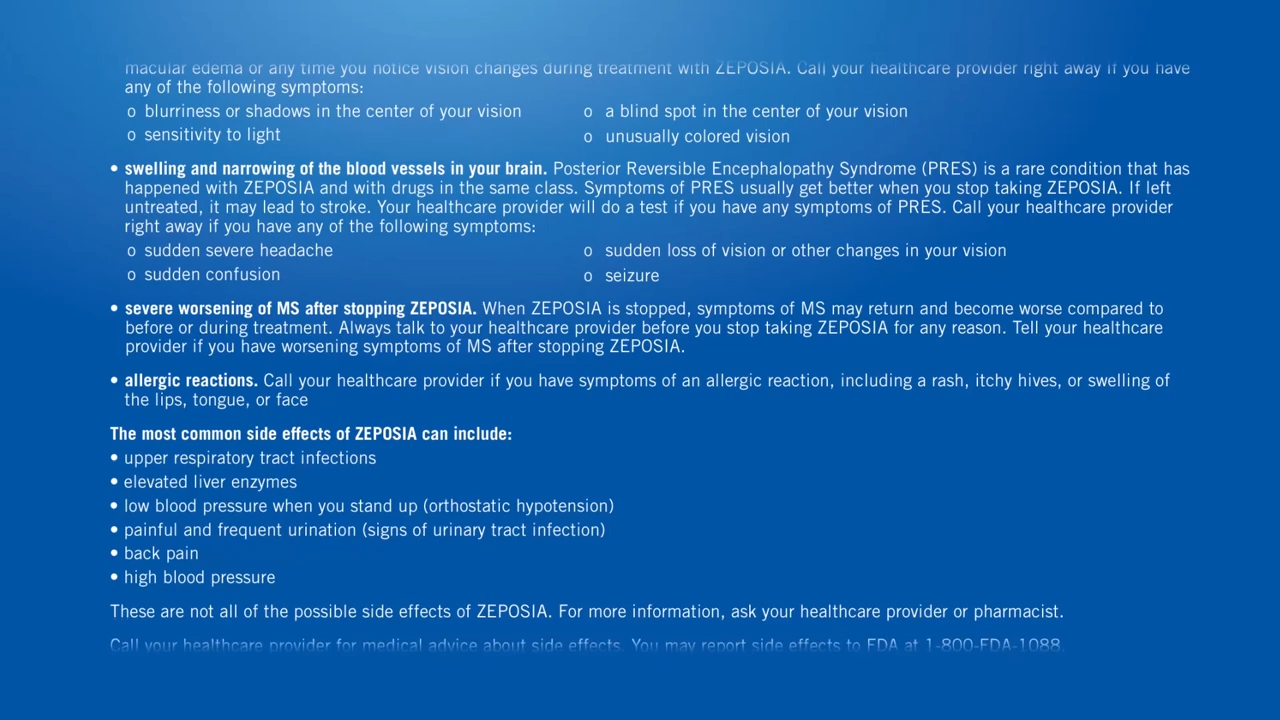 macular edema or any time you notice vision changes during treatment with ZEPOSIA. Call your healthcare provider right away if you have
any of the following symptoms:
o blurriness or shadows in the center of your vision
o a blind spot in the center of your vision
o sensitivity to light
o unusually colored vision
• swelling and narrowing of the blood vessels in your brain. Posterior Reversible Encephalopathy Syndrome (PRES) is a rare condition that has
happened with ZEPOSIA and with drugs in the same class. Symptoms of PRES usually get better when you stop taking ZEPOSIA. If left
untreated, it may lead to stroke. Your healthcare provider will do a test if you have any symptoms of PRES. Call your healthcare provider
right away if you have any of the following symptoms:
o sudden severe headache
o sudden loss of vision or other changes in your vision
o sudden confusion
o seizure
• severe worsening of MS after stopping ZEPOSIA. When ZEPOSIA is stopped, symptoms of MS may return and become worse compared to
before or during treatment. Always talk to your healthcare provider before you stop taking ZEPOSIA for any reason. Tell your healthcare
provider if you have worsening symptoms of MS after stopping ZEPOSIA.
• allergic reactions. Call your healthcare provider if you have symptoms of an allergic reaction, including a rash, itchy hives, or swelling of
the lips, tongue, or face
The most common side effects of ZEPOSIA can include:
• upper respiratory tract infections
• elevated liver enzymes
• low blood pressure when you stand up (orthostatic hypotension)
• painful and frequent urination (signs of urinary tract infection)
• back pain
• high blood pressure
These are not all of the possible side effects of ZEPOSIA. For more information, ask your healthcare provider or pharmacist.
Call your healthcare provider for medical advice about side effects. You may report side effects to FDA at 1-800-FDA-1088.